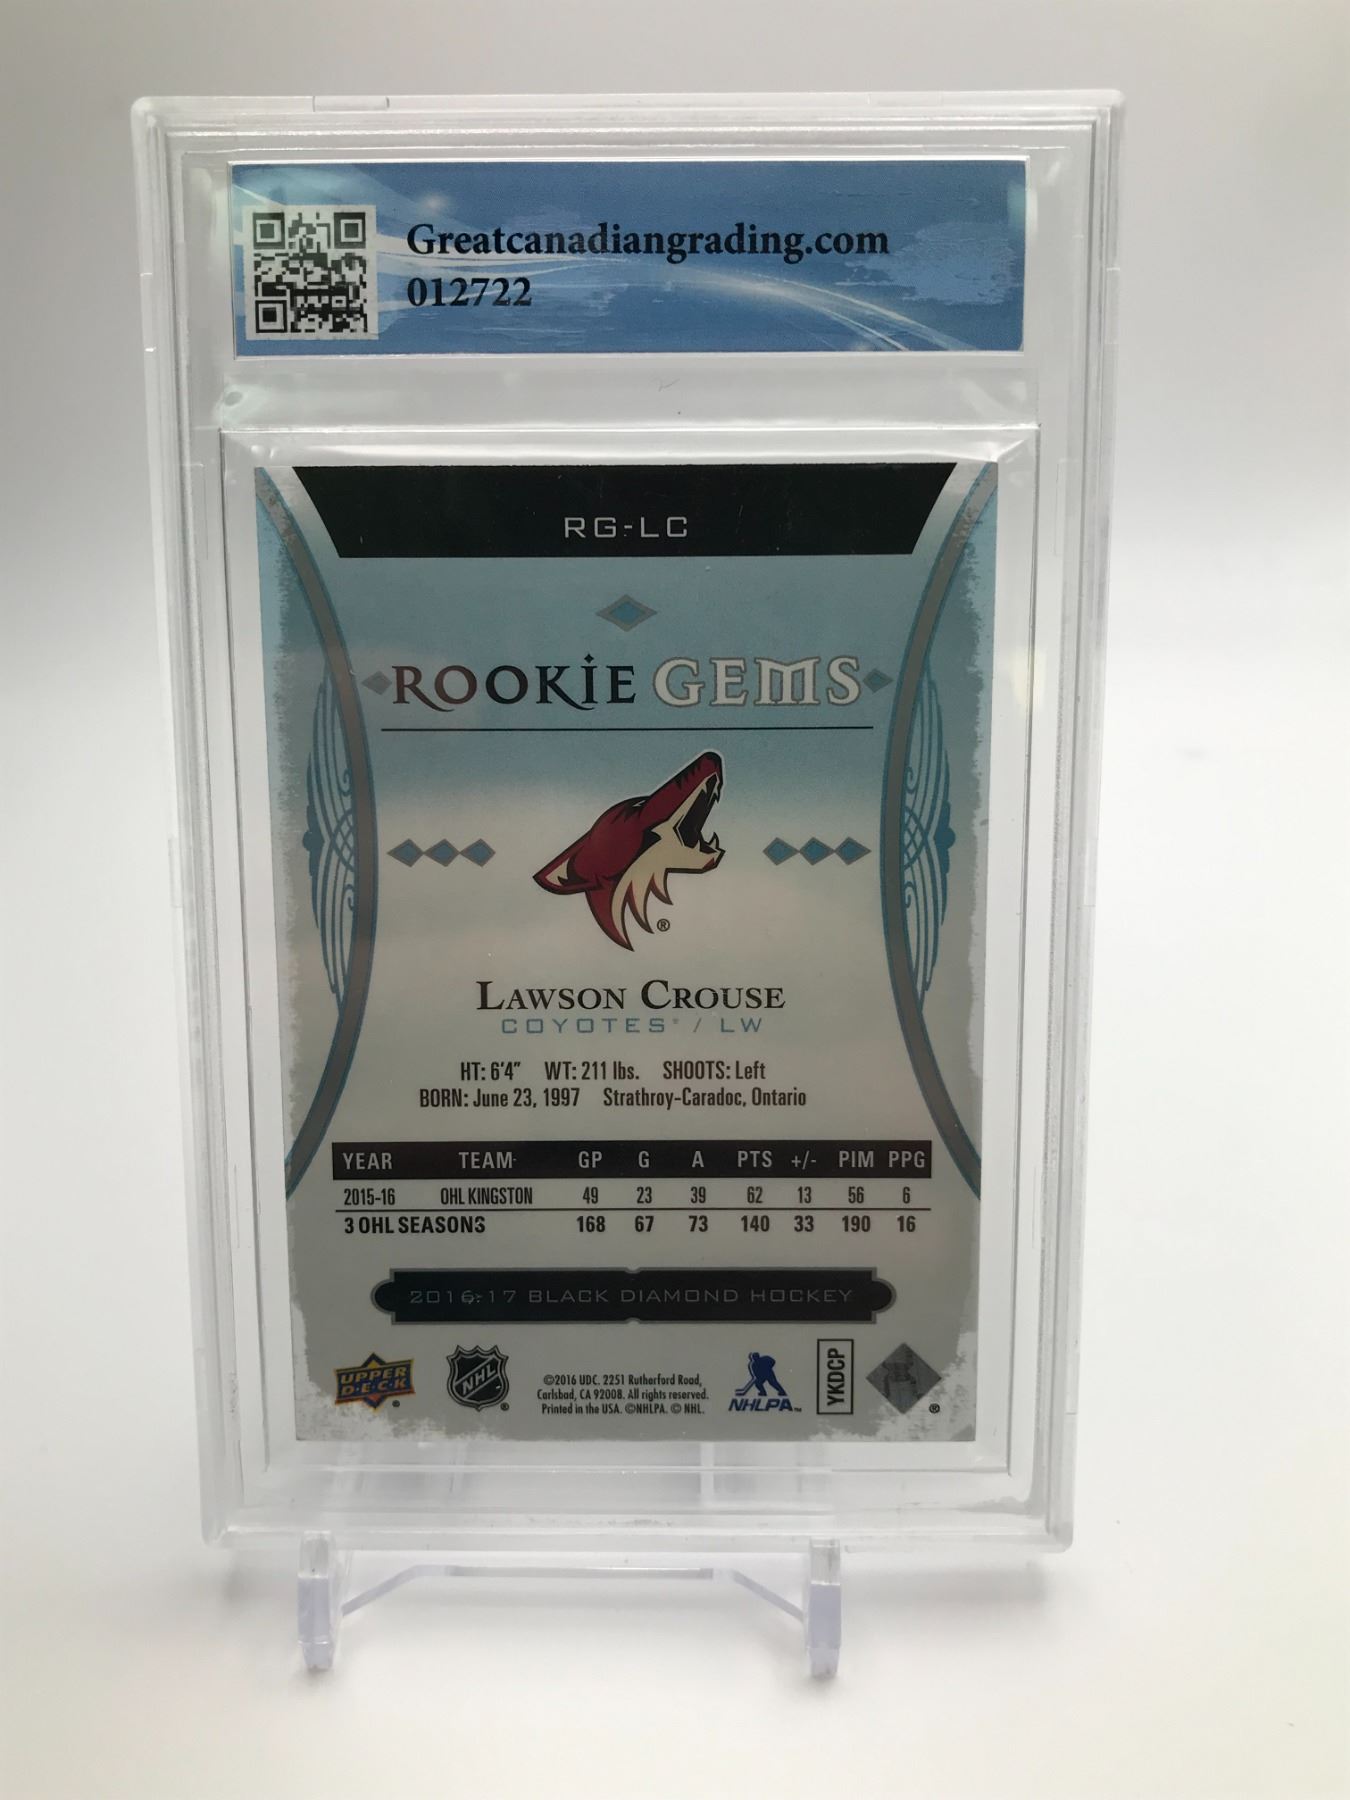 Greatcanadiangrading.com
012722
RG-LC
ROOKIE GEMS
®
LAWSON CROUSE
COYOTES® / LW
HT: 6'4" WT: 211 lbs. SHOOTS: Left
BORN: June 23, 1997 Strathroy-Caradoc, Ontario
YEAR TEAM GP G A PTS +/- PIM PPG
2015-16 OHL KINGSTON 49 23 39 62 13 56 6
3 OHL SEASONS 168 67 73 140 33 190 16
2016-17 BLACK DIAMOND HOCKEY
UPPER
D·E·C·K
®
NHL
®
©2016 UDC. 2251 Rutherford Road,
Carlsbad, CA 92008. All rights reserved.
Printed in the USA. ©NHLPA. © NHL.
NHLPA™
YKDCP
®